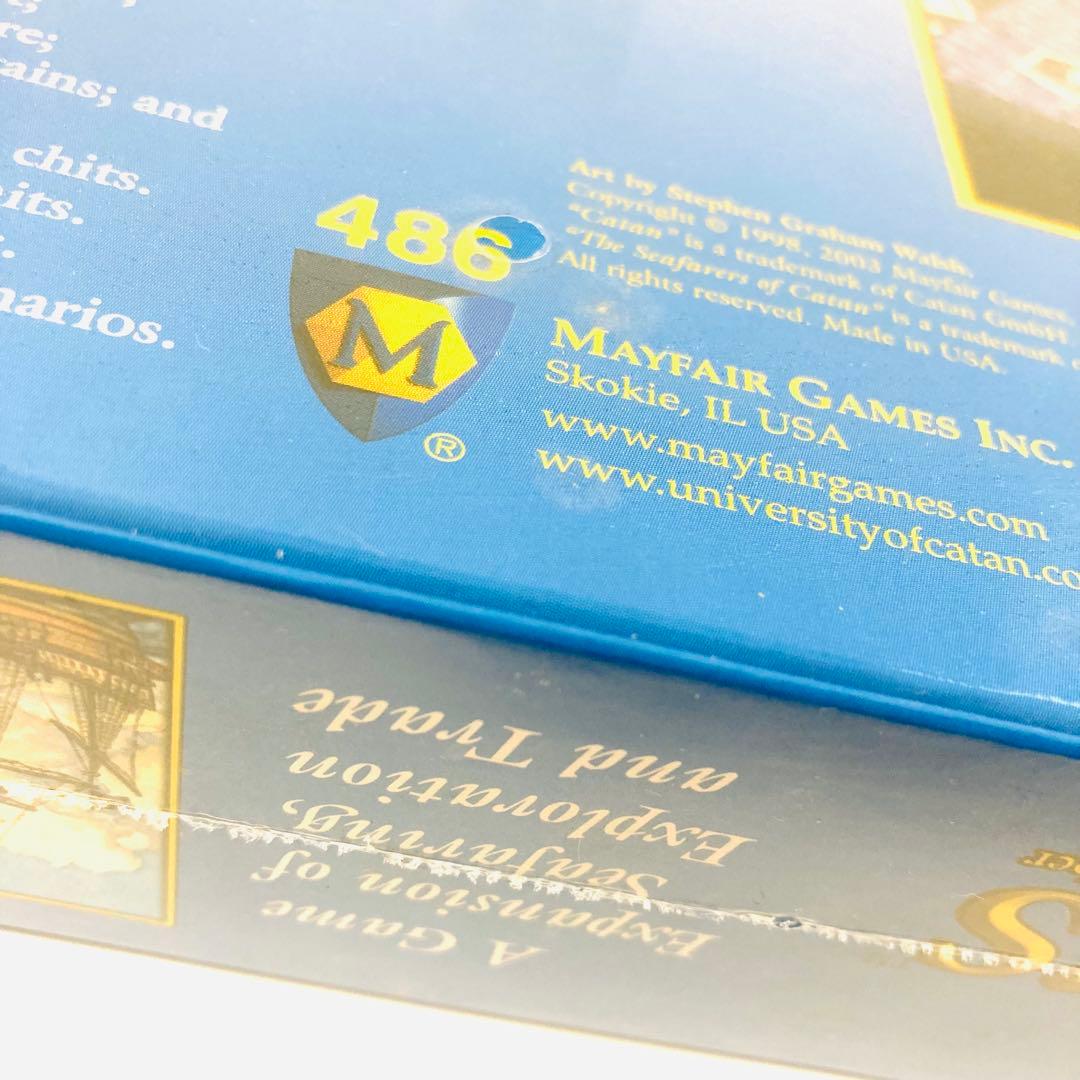 re;
ains; and
chits.
its.
narios.
486
M
®
Art by Stephen Graham Walsh.
Copyright © 1998, 2003 Mayfair Games.
"Catan" is a trademark of Catan GmbH
"The Seafarers of Catan" is a trademark
All rights reserved. Made in USA.
MAYFAIR GAMES INC.
Skokie, IL USA
www.mayfairgames.com
www.universityofcatan.co
A Game
Expansion of
Seafaring,
Exploration
and Trade
S